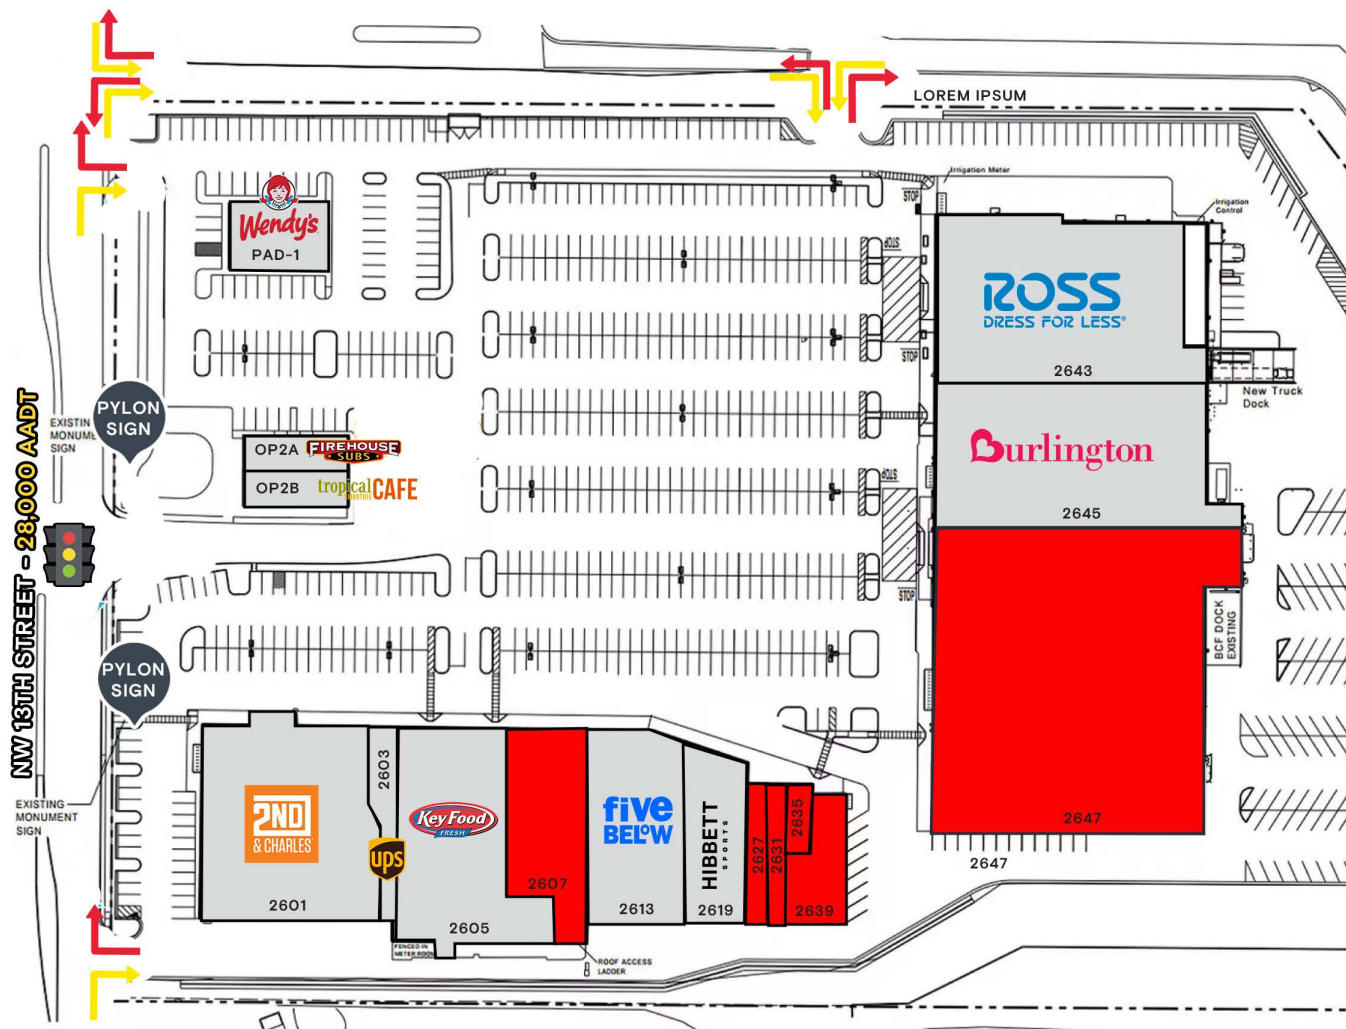 LOREM IPSUM
Irrigation Meter
STOP
Irrigation
Control
Wendy's
PAD-1
STOP
ROSS
DRESS FOR LESS®
STOP
2643
New Truck
Dock
PYLON
SIGN
EXISTIN
MONUME
SIGN
OP2A
FIREHOUSE
SUBS
OP2B
tropical
SMOOTHIE
CAFE
Burlington
STOP
2645
NW 13TH STREET - 28,000 AADT
STOP
BCF DOCK
EXISTING
PYLON
SIGN
EXISTING
MONUMENT
SIGN
2ND
& CHARLES
2601
2603
ups
KeyFood
FRESH
2605
2607
five
BELOW
2613
HIBBETT
SPORTS
2619
2627
2631
2635
2639
2647
2647
FENCED IN
METER ROOM
ROOF ACCESS
LADDER